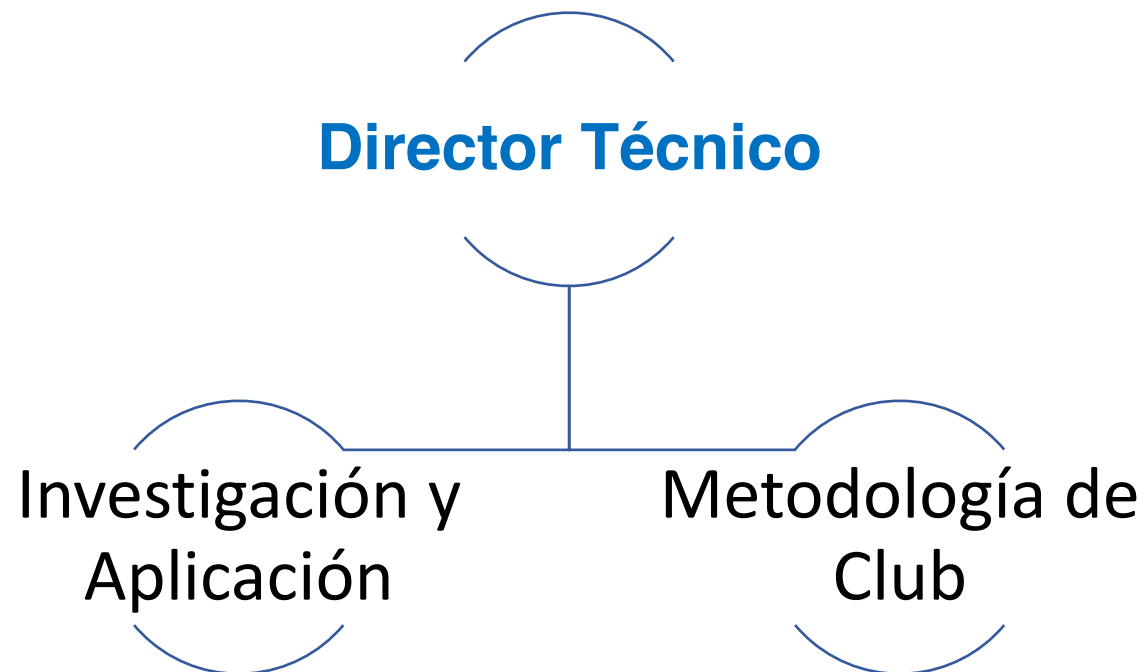 Director Técnico
Investigación y
Aplicación
Metodología de
Club